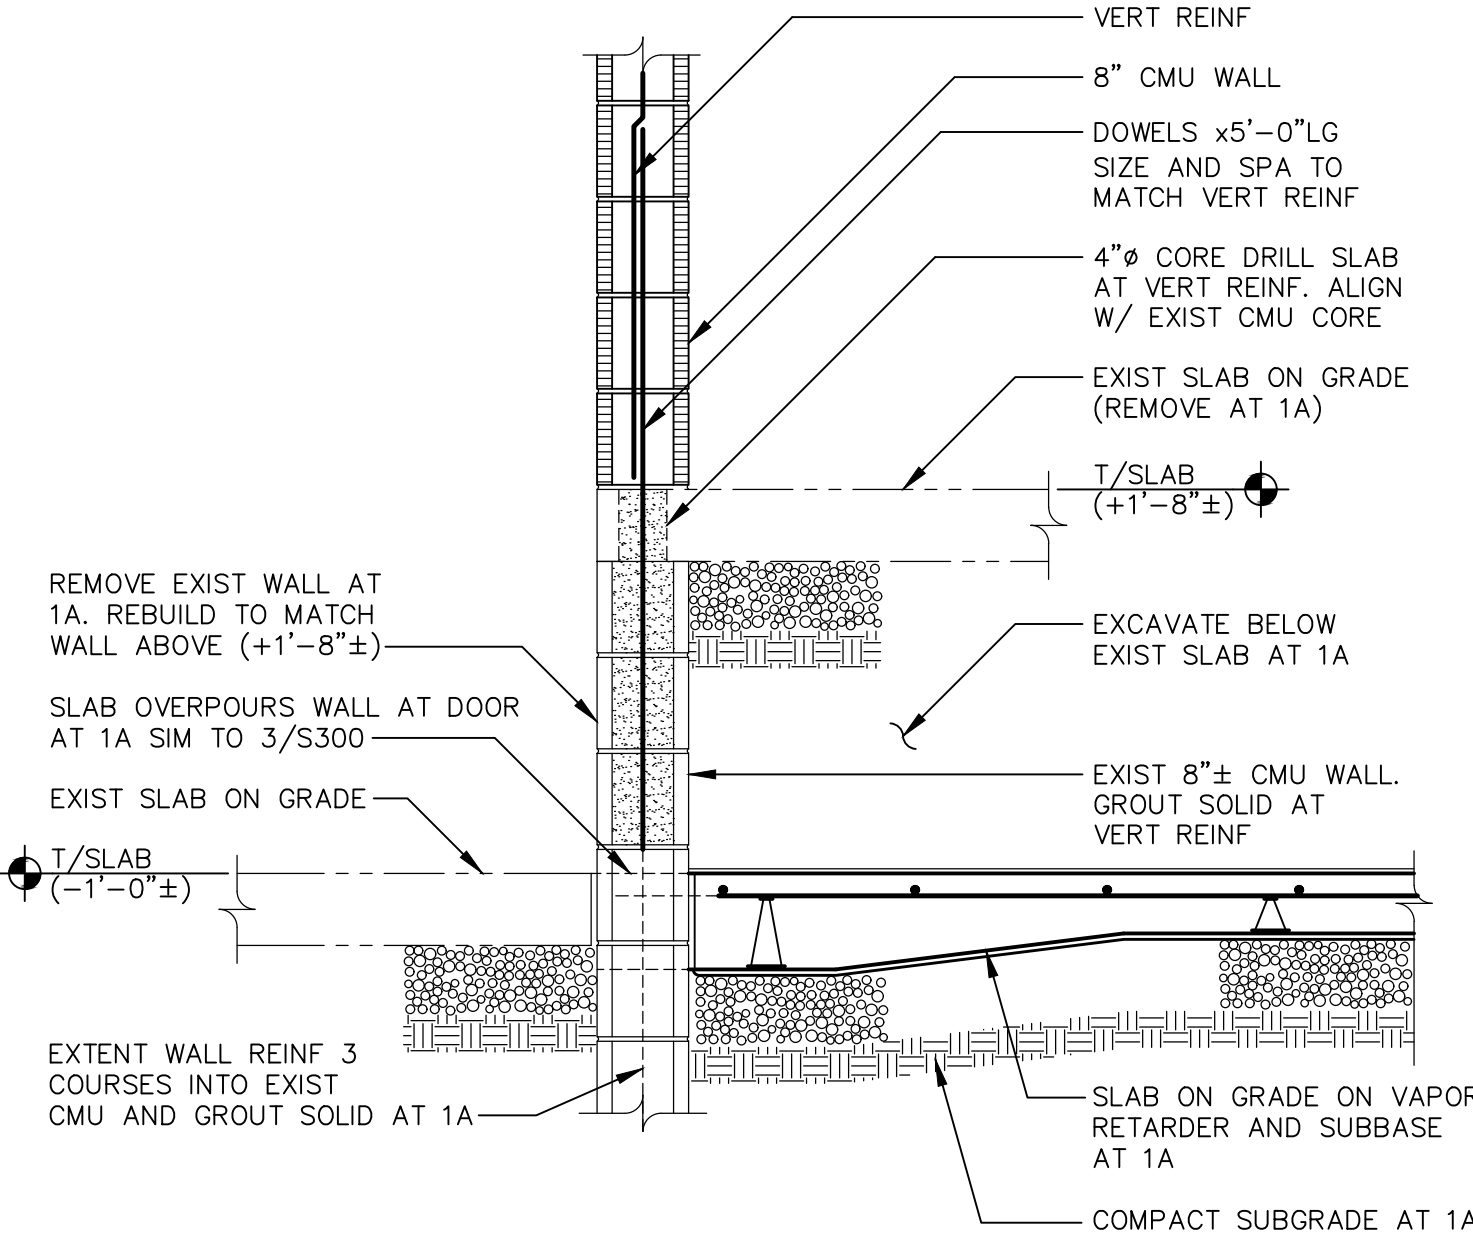 VERT REINF
8” CMU WALL
DOWELS x5’-0”LG
SIZE AND SPA TO
MATCH VERT REINF
4”ø CORE DRILL SLAB
AT VERT REINF. ALIGN
W/ EXIST CMU CORE
EXIST SLAB ON GRADE
(REMOVE AT 1A)
T/SLAB
(+1’-8”±)
REMOVE EXIST WALL AT
1A. REBUILD TO MATCH
WALL ABOVE (+1’-8”±)
EXCAVATE BELOW
EXIST SLAB AT 1A
SLAB OVERPOURS WALL AT DOOR
AT 1A SIM TO 3/S300
EXIST SLAB ON GRADE
EXIST 8”± CMU WALL.
GROUT SOLID AT
VERT REINF
T/SLAB
(-1’-0”±)
EXTENT WALL REINF 3
COURSES INTO EXIST
CMU AND GROUT SOLID AT 1A
SLAB ON GRADE ON VAPOR
RETARDER AND SUBBASE
AT 1A
COMPACT SUBGRADE AT 1A